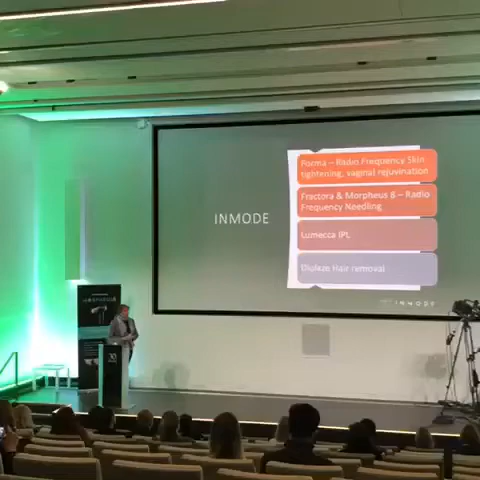 INMODE
Forma – Radio Frequency Skin
tightening, vaginal rejuvination
Fractora & Morpheus 8 – Radio
Frequency Needling
Lumecca IPL
Diolaze Hair removal
INMODE